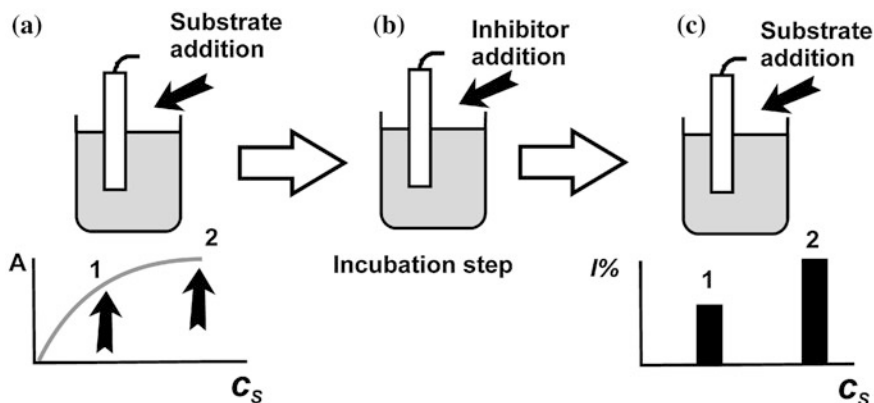 (a)
Substrate
addition
(b)
Inhibitor
addition
(c)
Substrate
addition
A
1
2
c_S
Incubation step
I%
1
2
c_S